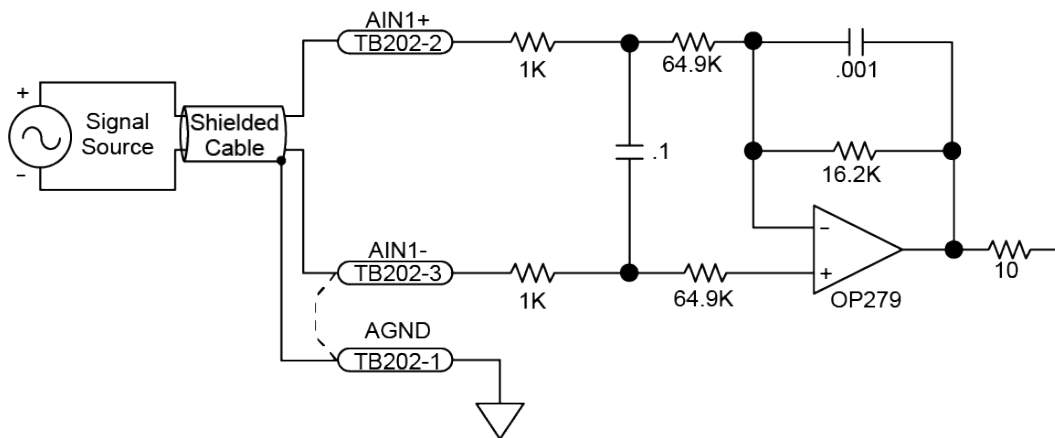 AIN1+
TB202-2
1K
64.9K
.001
+
Signal
Source
−
Shielded
Cable
.1
16.2K
AIN1-
TB202-3
1K
64.9K
−
+
OP279
10
AGND
TB202-1